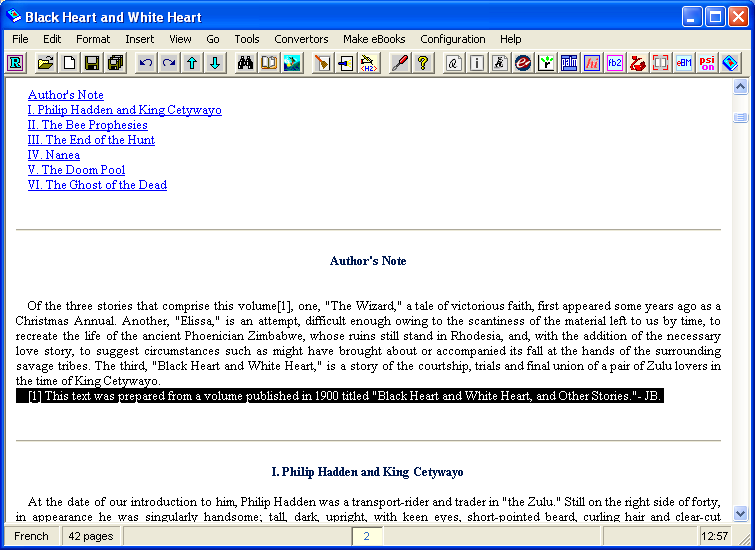 Black Heart and White Heart
File Edit Format Insert View Go Tools Convertors Make eBooks Configuration Help
R <H2> ? a i e hi fb2 eBM psi on
Author's Note
I. Philip Hadden and King Cetywayo
II. The Bee Prophesies
III. The End of the Hunt
IV. Nanea
V. The Doom Pool
VI. The Ghost of the Dead
Author's Note
Of the three stories that comprise this volume[1], one, "The Wizard," a tale of victorious faith, first appeared some years ago as a
Christmas Annual. Another, "Elissa," is an attempt, difficult enough owing to the scantiness of the material left to us by time, to
recreate the life of the ancient Phoenician Zimbabwe, whose ruins still stand in Rhodesia, and, with the addition of the necessary
love story, to suggest circumstances such as might have brought about or accompanied its fall at the hands of the surrounding
savage tribes. The third, "Black Heart and White Heart," is a story of the courtship, trials and final union of a pair of Zulu lovers in
the time of King Cetywayo.
[1] This text was prepared from a volume published in 1900 titled "Black Heart and White Heart, and Other Stories."- JB.
I. Philip Hadden and King Cetywayo
At the date of our introduction to him, Philip Hadden was a transport-rider and trader in "the Zulu." Still on the right side of forty,
in appearance he was singularly handsome; tall, dark, upright, with keen eyes, short-pointed beard, curling hair and clear-cut
French 42 pages 2 12:57